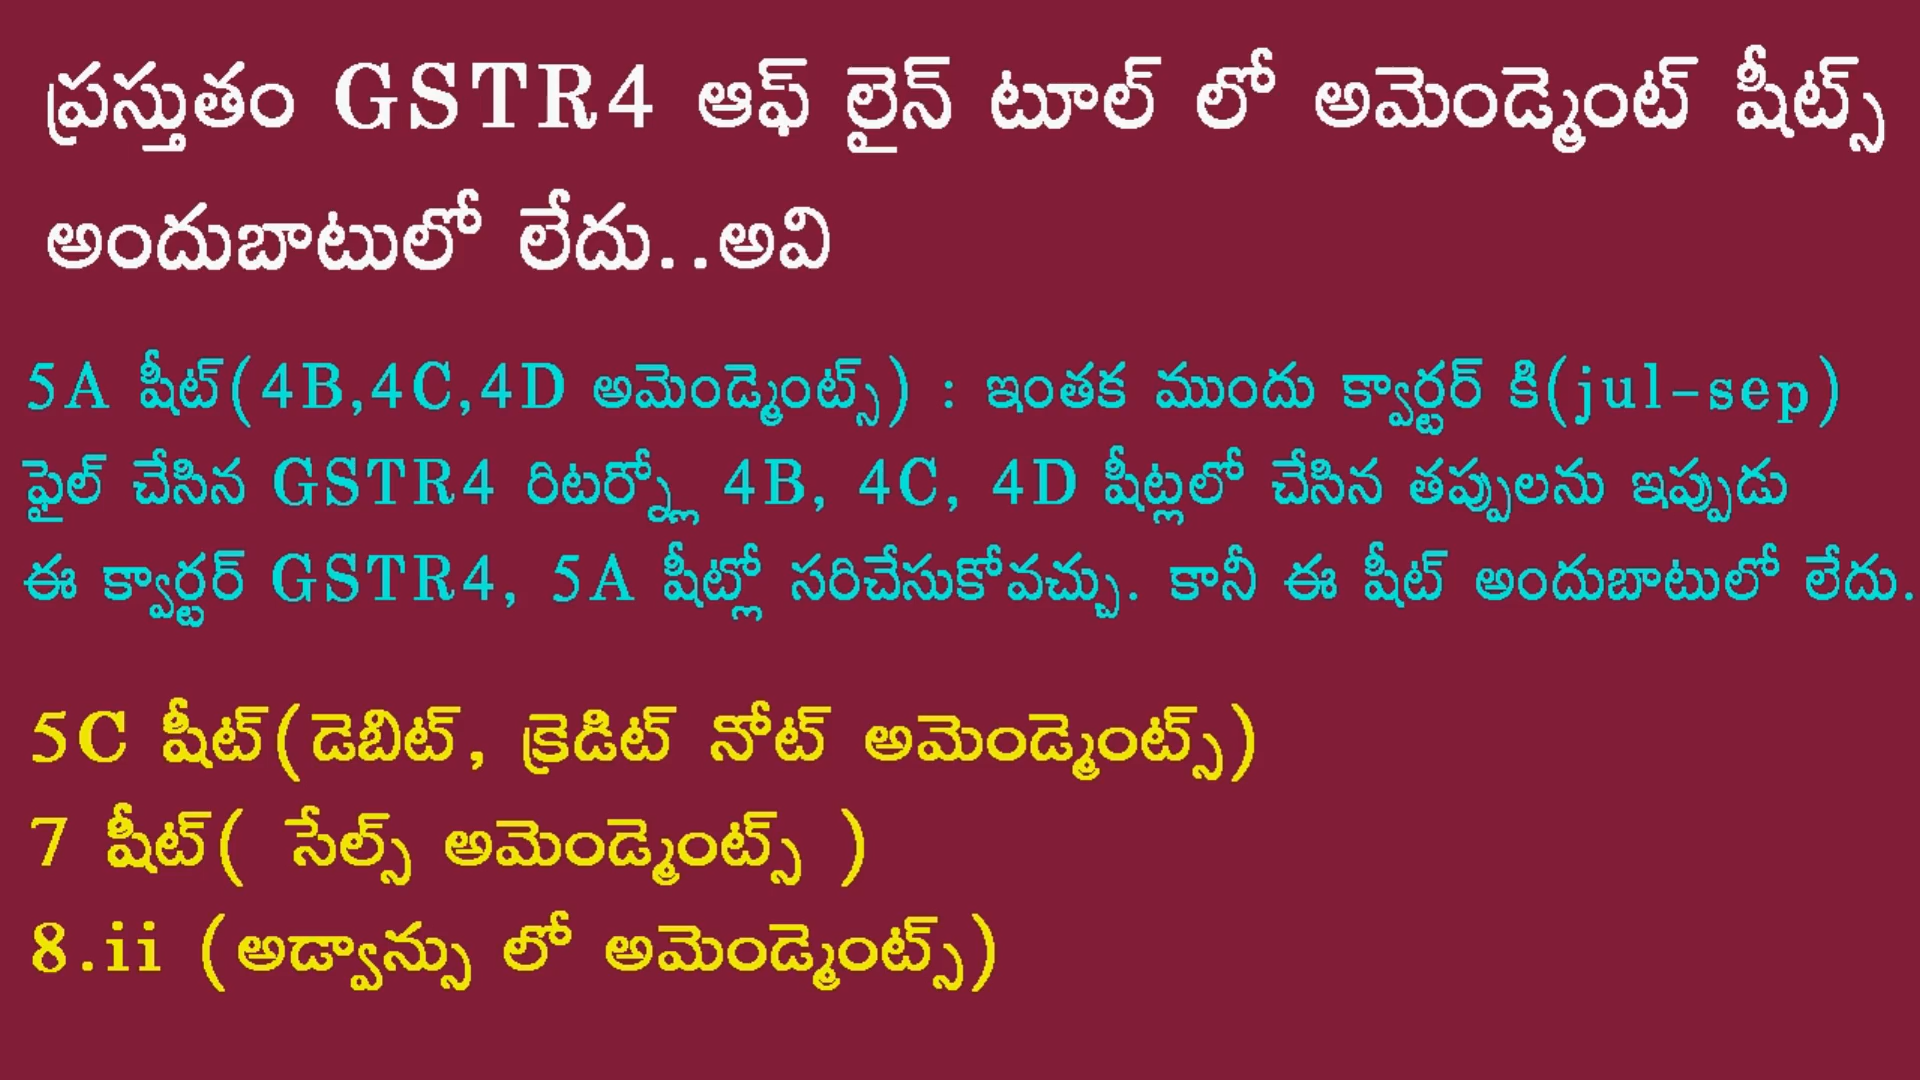 ప్రస్తుతం GSTR4 ఆఫ్ లైన్ టూల్ లో అమెండ్మెంట్ షీట్స్
అందుబాటులో లేదు..అవి
5A షీట్(4B,4C,4D అమెండ్మెంట్స్) : ఇంతక ముందు క్వార్టర్ కి(jul-sep)
ఫైల్ చేసిన GSTR4 రిటర్న్లో 4B, 4C, 4D షీట్లలో చేసిన తప్పులను ఇప్పుడు
ఈ క్వార్టర్ GSTR4, 5A షీట్లో సరిచేసుకోవచ్చు. కానీ ఈ షీట్ అందుబాటులో లేదు.
5C షీట్(డెబిట్, క్రెడిట్ నోట్ అమెండ్మెంట్స్)
7 షీట్( సేల్స్ అమెండ్మెంట్స్ )
8.ii (అడ్వాన్సు లో అమెండ్మెంట్స్)